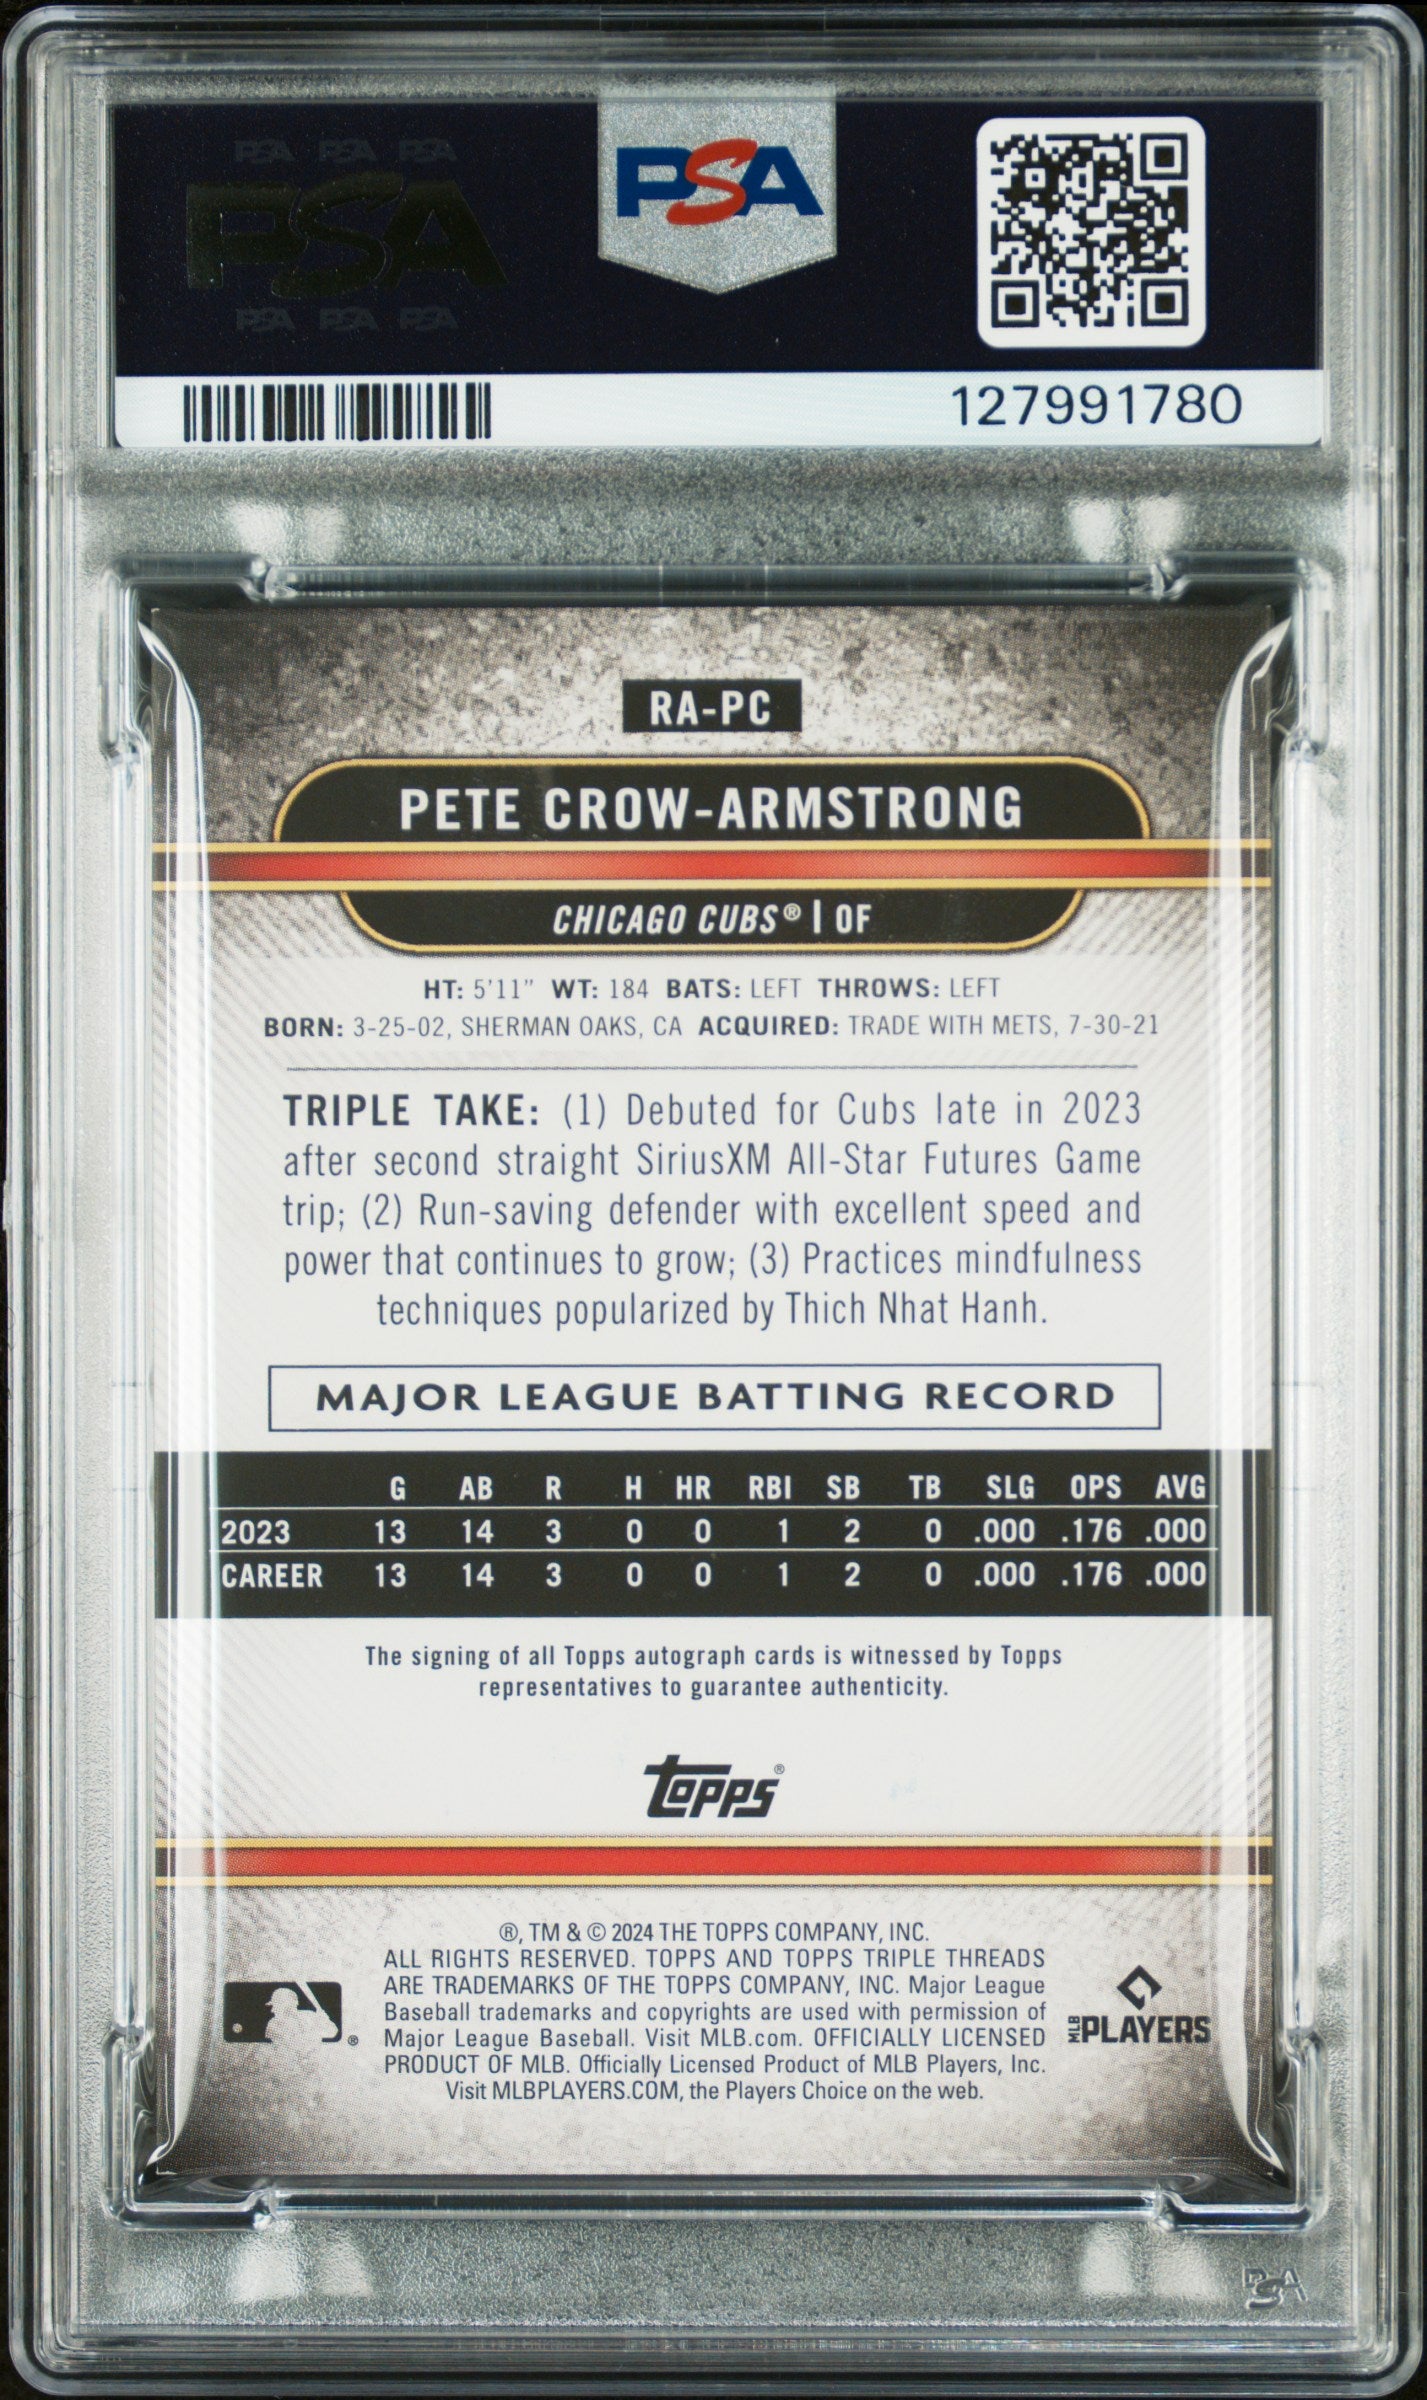 PSA PSA PSA
PSA
PSA PSA PSA
PSA
127991780
RA-PC
PETE CROW-ARMSTRONG
CHICAGO CUBS® | OF
HT: 5'11" WT: 184 BATS: LEFT THROWS: LEFT
BORN: 3-25-02, SHERMAN OAKS, CA ACQUIRED: TRADE WITH METS, 7-30-21
TRIPLE TAKE: (1) Debuted for Cubs late in 2023
after second straight SiriusXM All-Star Futures Game
trip; (2) Run-saving defender with excellent speed and
power that continues to grow; (3) Practices mindfulness
techniques popularized by Thich Nhat Hanh.
MAJOR LEAGUE BATTING RECORD
G AB R H HR RBI SB TB SLG OPS AVG
2023 13 14 3 0 0 1 2 0 .000 .176 .000
CAREER 13 14 3 0 0 1 2 0 .000 .176 .000
The signing of all Topps autograph cards is witnessed by Topps
representatives to guarantee authenticity.
topps®
®, TM & © 2024 THE TOPPS COMPANY, INC.
ALL RIGHTS RESERVED. TOPPS AND TOPPS TRIPLE THREADS
ARE TRADEMARKS OF THE TOPPS COMPANY, INC. Major League
Baseball trademarks and copyrights are used with permission of
Major League Baseball. Visit MLB.com. OFFICIALLY LICENSED
PRODUCT OF MLB. Officially Licensed Product of MLB Players, Inc.
Visit MLBPLAYERS.COM, the Players Choice on the web.
®
MLB PLAYERS
PSA